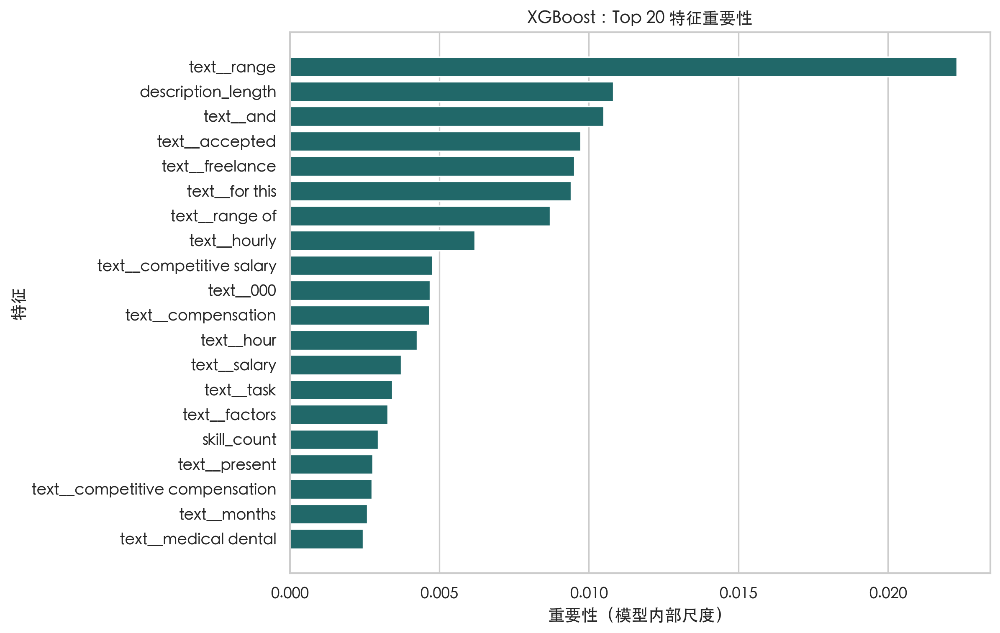 XGBoost：Top 20 特征重要性
text__range
description_length
text__and
text__accepted
text__freelance
text__for this
text__range of
text__hourly
text__competitive salary
text__000
text__compensation
text__hour
text__salary
text__task
text__factors
skill_count
text__present
text__competitive compensation
text__months
text__medical dental
特征
0.000 0.005 0.010 0.015 0.020
重要性（模型内部尺度）